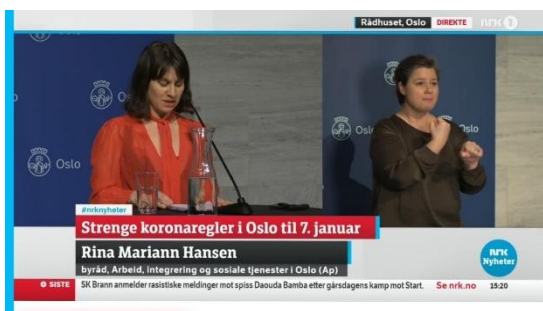 Rådhuset, Oslo DIREKTE nrk 1
Oslo
Oslo
Oslo
#nrknyheter
Strenge koronaregler i Oslo til 7. januar
Rina Mariann Hansen
byråd, Arbeid, integrering og sosiale tjenester i Oslo (Ap)
NRK
Nyheter
SISTE SK Brann anmelder rasistiske meldinger mot spiss Daouda Bamba etter gårsdagens kamp mot Start. Se nrk.no 15:20